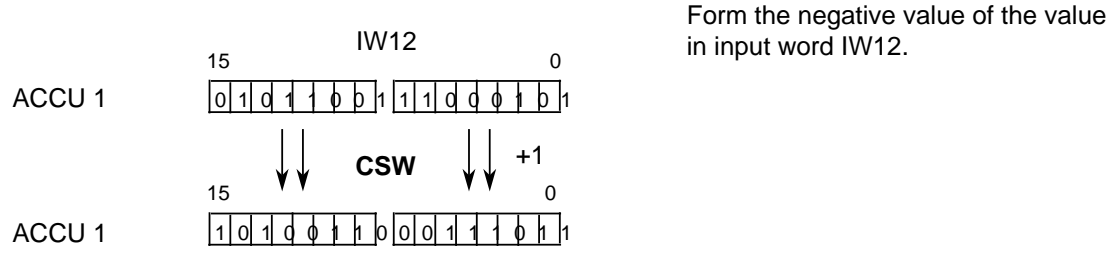 Form the negative value of the value
in input word IW12.
IW12
15 0
ACCU 1 0 1 0 1 1 0 0 1 1 1 0 0 0 1 0 1
CSW +1
15 0
ACCU 1 1 0 1 0 0 1 1 0 0 0 1 1 1 0 1 1